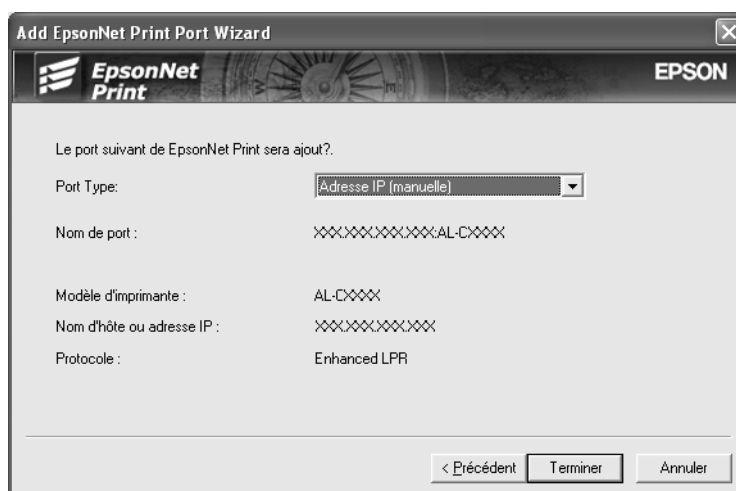 Add EpsonNet Print Port Wizard
EpsonNet
Print
EPSON
Le port suivant de EpsonNet Print sera ajout?.
Port Type: Adresse IP (manuelle)
Nom de port : XXX.XXX.XXX.XXX:AL-CXXXX
Modèle d'imprimante : AL-CXXXX
Nom d'hôte ou adresse IP : XXX.XXX.XXX.XXX
Protocole : Enhanced LPR
< Précédent Terminer Annuler